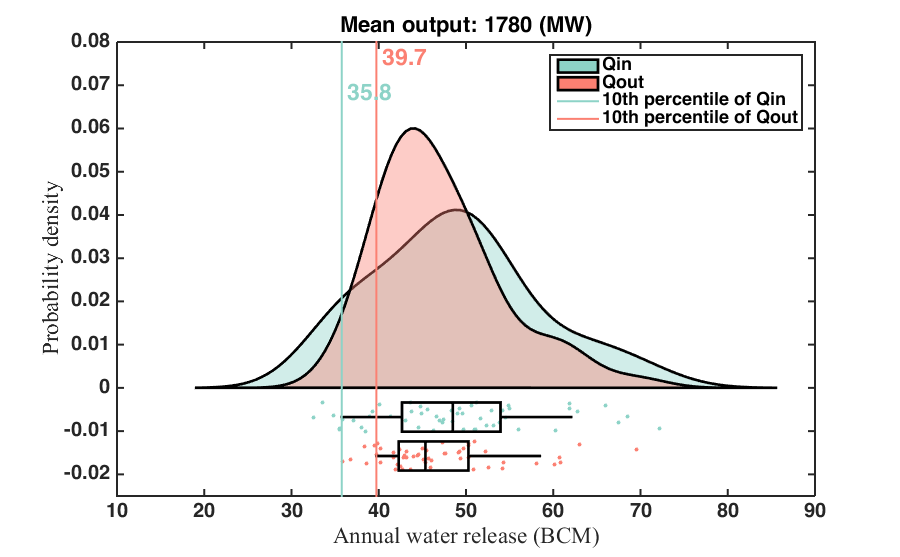 Mean output: 1780 (MW)
0.08
0.07
0.06
0.05
0.04
0.03
0.02
0.01
0
-0.01
-0.02
Probability density
39.7
35.8
Qin
Qout
10th percentile of Qin
10th percentile of Qout
10 20 30 40 50 60 70 80 90
Annual water release (BCM)